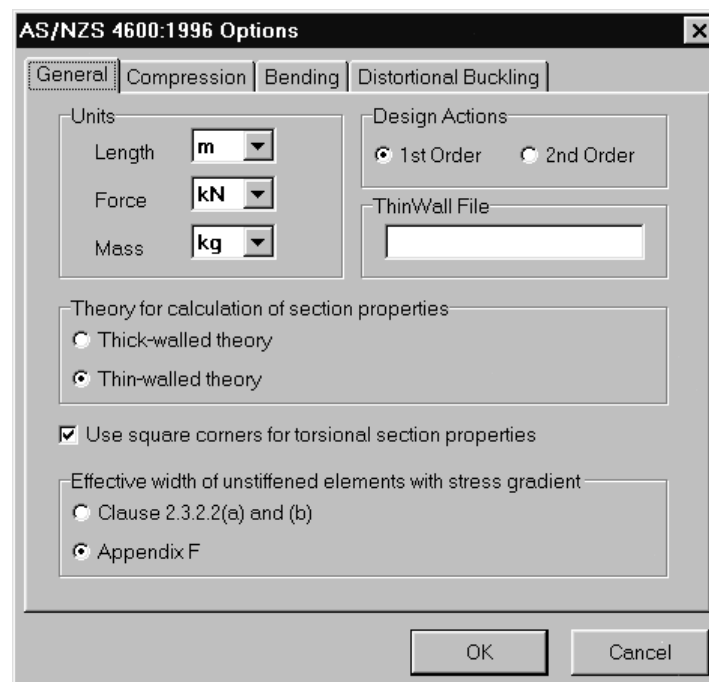 AS/NZS 4600:1996 Options
General Compression Bending Distortional Buckling
Units
Length m
Force kN
Mass kg
Design Actions
1st Order 2nd Order
ThinWall File
Theory for calculation of section properties
Thick-walled theory
Thin-walled theory
Use square corners for torsional section properties
Effective width of unstiffened elements with stress gradient
Clause 2.3.2.2(a) and (b)
Appendix F
OK Cancel